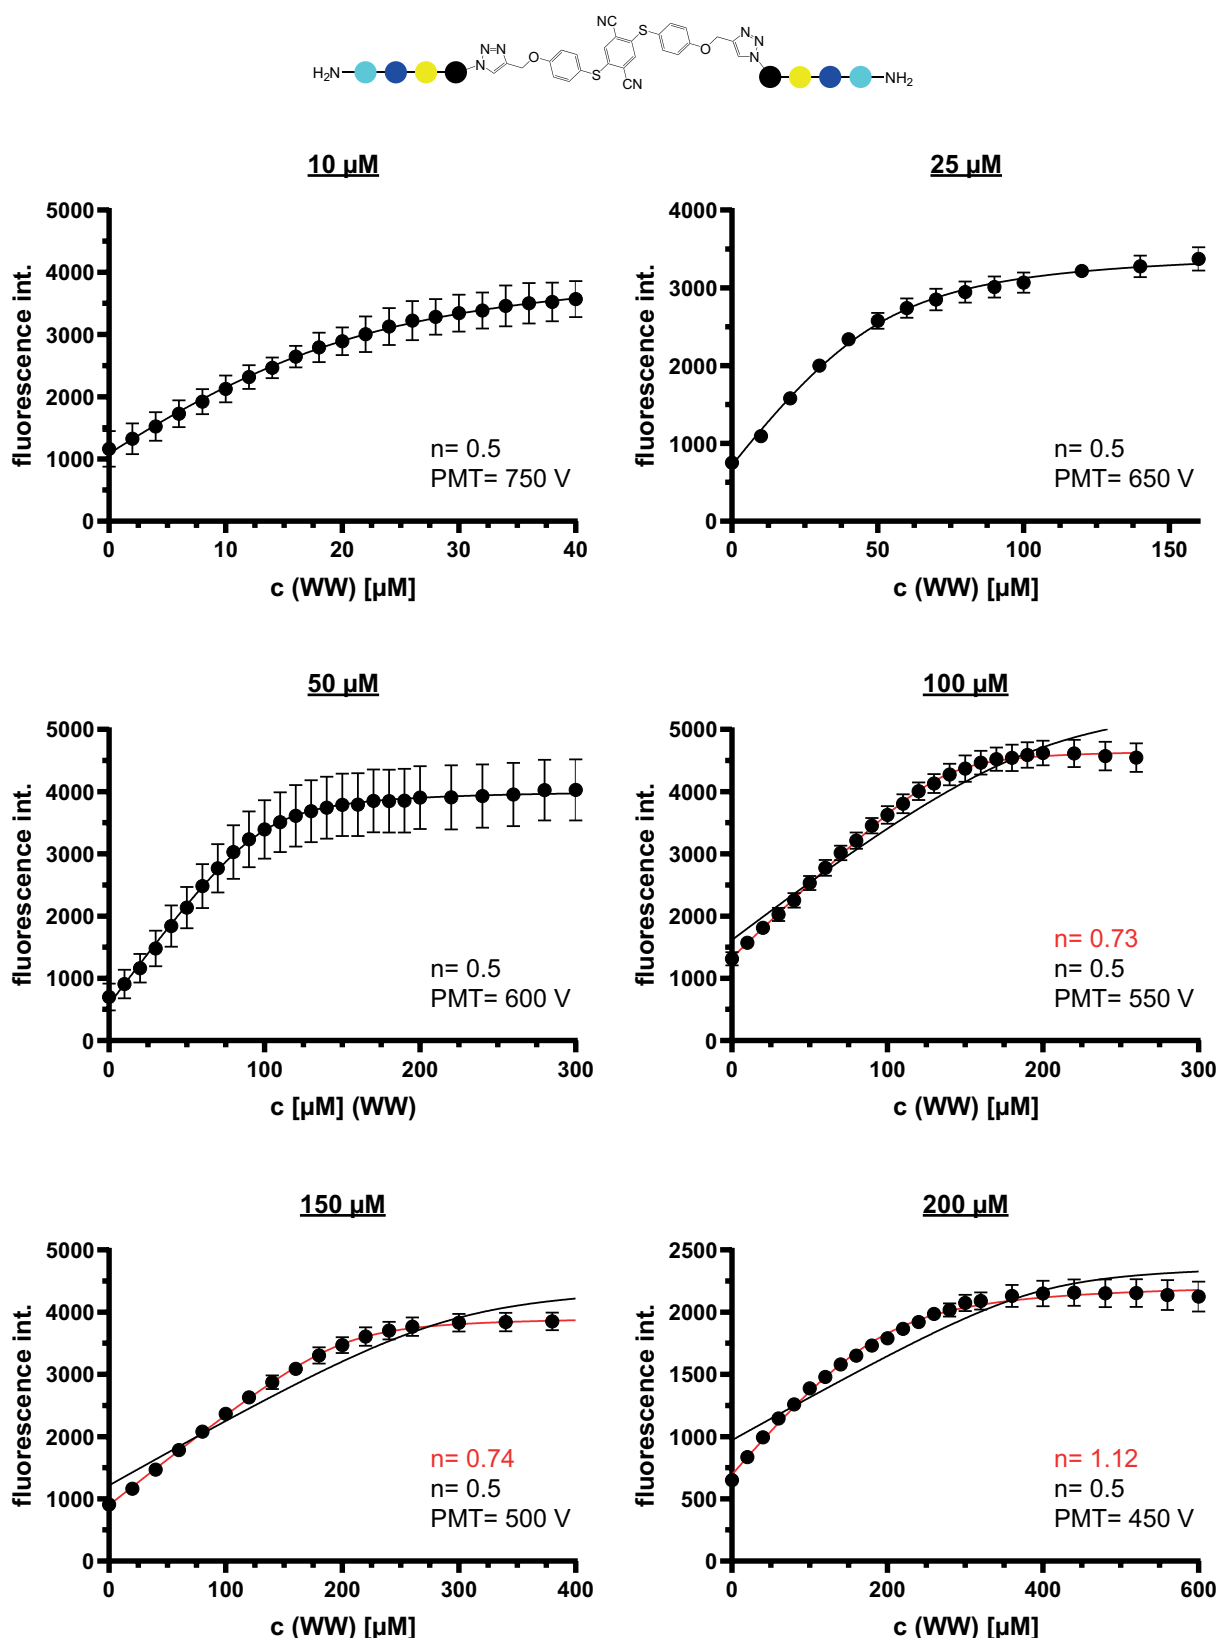 CN
S
O
N
N
N
H₂N
N
N
N
O
S
CN
NH₂
10 µM
5000
4000
3000
2000
1000
0
fluorescence int.
n= 0.5
PMT= 750 V
0 10 20 30 40
c (WW) [µM]
25 µM
4000
3000
2000
1000
0
fluorescence int.
n= 0.5
PMT= 650 V
0 50 100 150
c (WW) [µM]
50 µM
5000
4000
3000
2000
1000
0
fluorescence int.
n= 0.5
PMT= 600 V
0 100 200 300
c [µM] (WW)
100 µM
5000
4000
3000
2000
1000
0
fluorescence int.
n= 0.73
n= 0.5
PMT= 550 V
0 100 200 300
c (WW) [µM]
150 µM
5000
4000
3000
2000
1000
0
fluorescence int.
n= 0.74
n= 0.5
PMT= 500 V
0 100 200 300 400
c (WW) [µM]
200 µM
2500
2000
1500
1000
500
0
fluorescence int.
n= 1.12
n= 0.5
PMT= 450 V
0 200 400 600
c (WW) [µM]